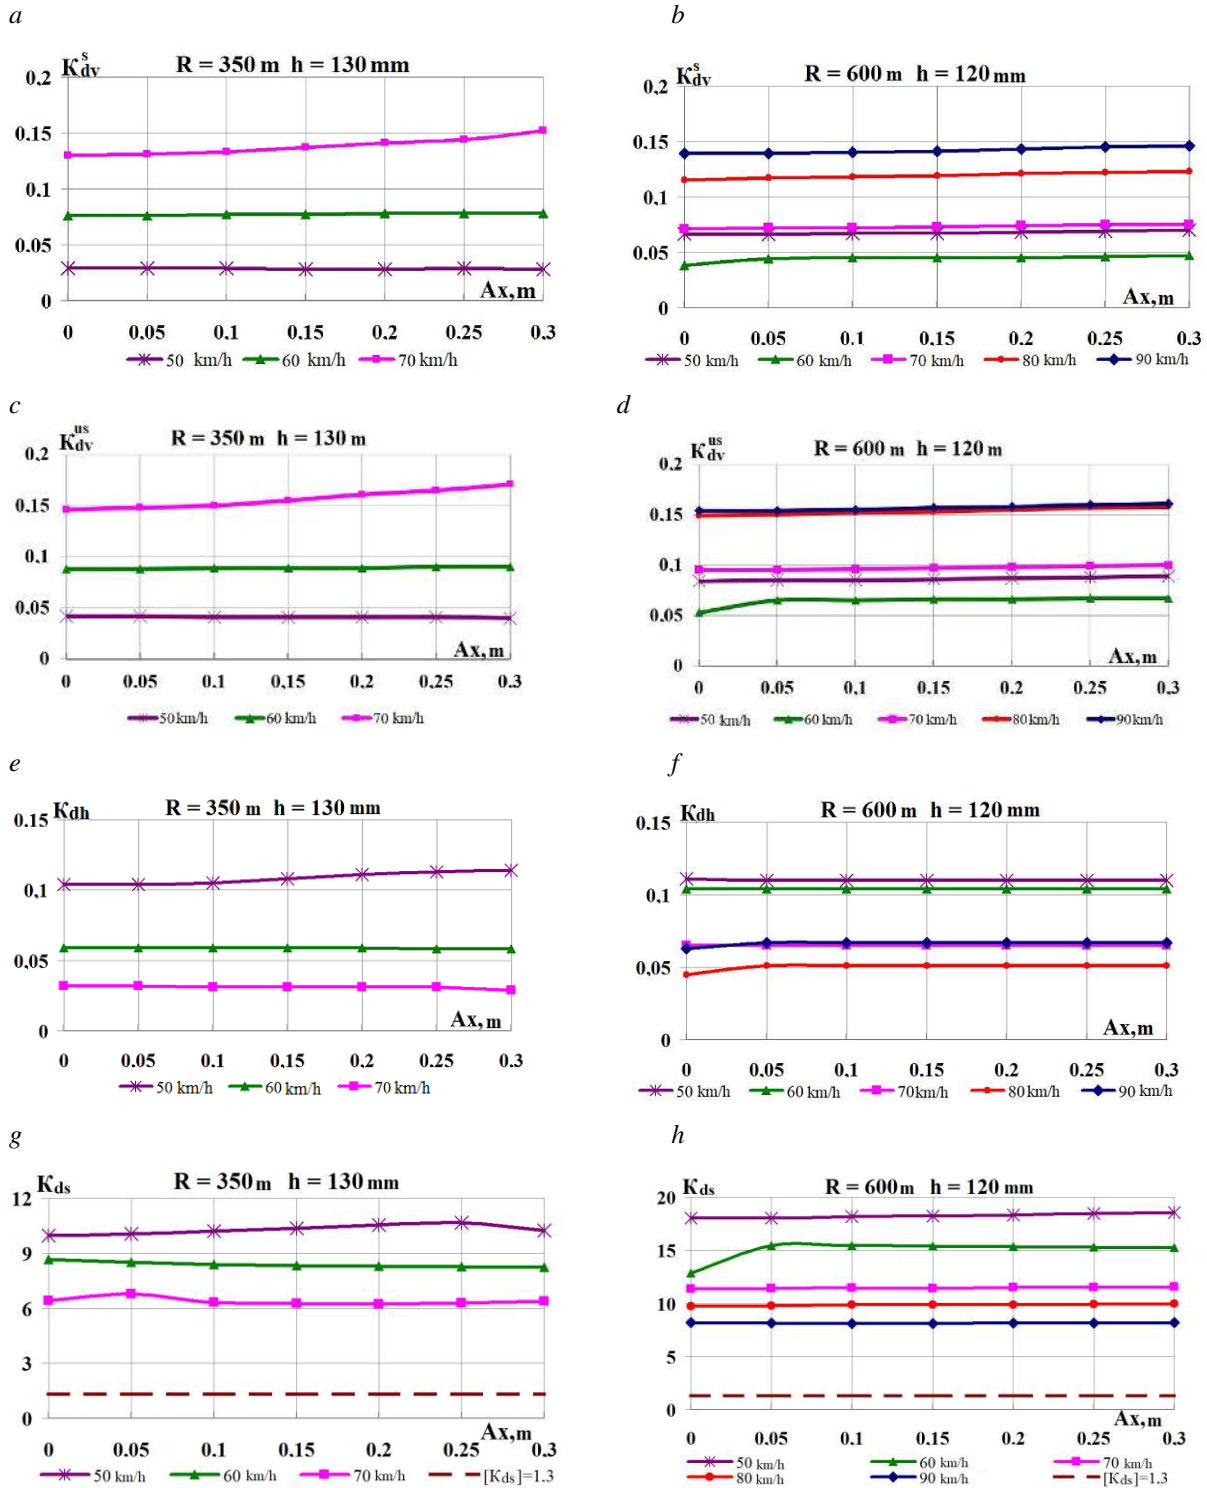 a
K^s_dv R = 350 m h = 130 mm
0,2
0.15
0.1
0.05
0
Ax,m
0 0.05 0.1 0.15 0.2 0.25 0.3
50 km/h 60 km/h 70 km/h
b
K^s_dv R = 600 m h = 120 mm
0,2
0.15
0.1
0.05
0
Ax,m
0 0.05 0.1 0.15 0.2 0.25 0.3
50 km/h 60 km/h 70 km/h 80 km/h 90 km/h
c
K^us_dv R = 350 m h = 130 m
0.2
0.15
0.1
0.05
0
Ax,m
0 0.05 0.1 0,15 0.2 0,25 0.3
50 km/h 60 km/h 70 km/h
d
K^us_dv R = 600 m h = 120 m
0,2
0.15
0.1
0.05
0
Ax,m
0 0.05 0.1 0.15 0.2 0.25 0.3
50 km/h 60 km/h 70 km/h 80 km/h 90 km/h
e
Kdh R = 350 m h = 130 mm
0.15
0.1
0,05
0
Ax,m
0 0.05 0.1 0,15 0.2 0,25 0.3
50 km/h 60 km/h 70 km/h
f
Kdh R = 600 m h = 120 mm
0.15
0.1
0.05
0
Ax,m
0 0,05 0.1 0.15 0.2 0.25 0.3
50 km/h 60 km/h 70 km/h 80 km/h 90 km/h
g
Kds R = 350 m h = 130 mm
12
9
6
3
0
Ax,m
0 0.05 0.1 0.15 0.2 0.25 0.3
50 km/h 60 km/h 70 km/h [Kds]=1.3
h
Kds R = 600 m h = 120 mm
20
15
10
5
0
Ax,m
0 0.05 0.1 0.15 0.2 0.25 0.3
50 km/h 60 km/h 70 km/h
80 km/h 90 km/h [Kds]=1.3